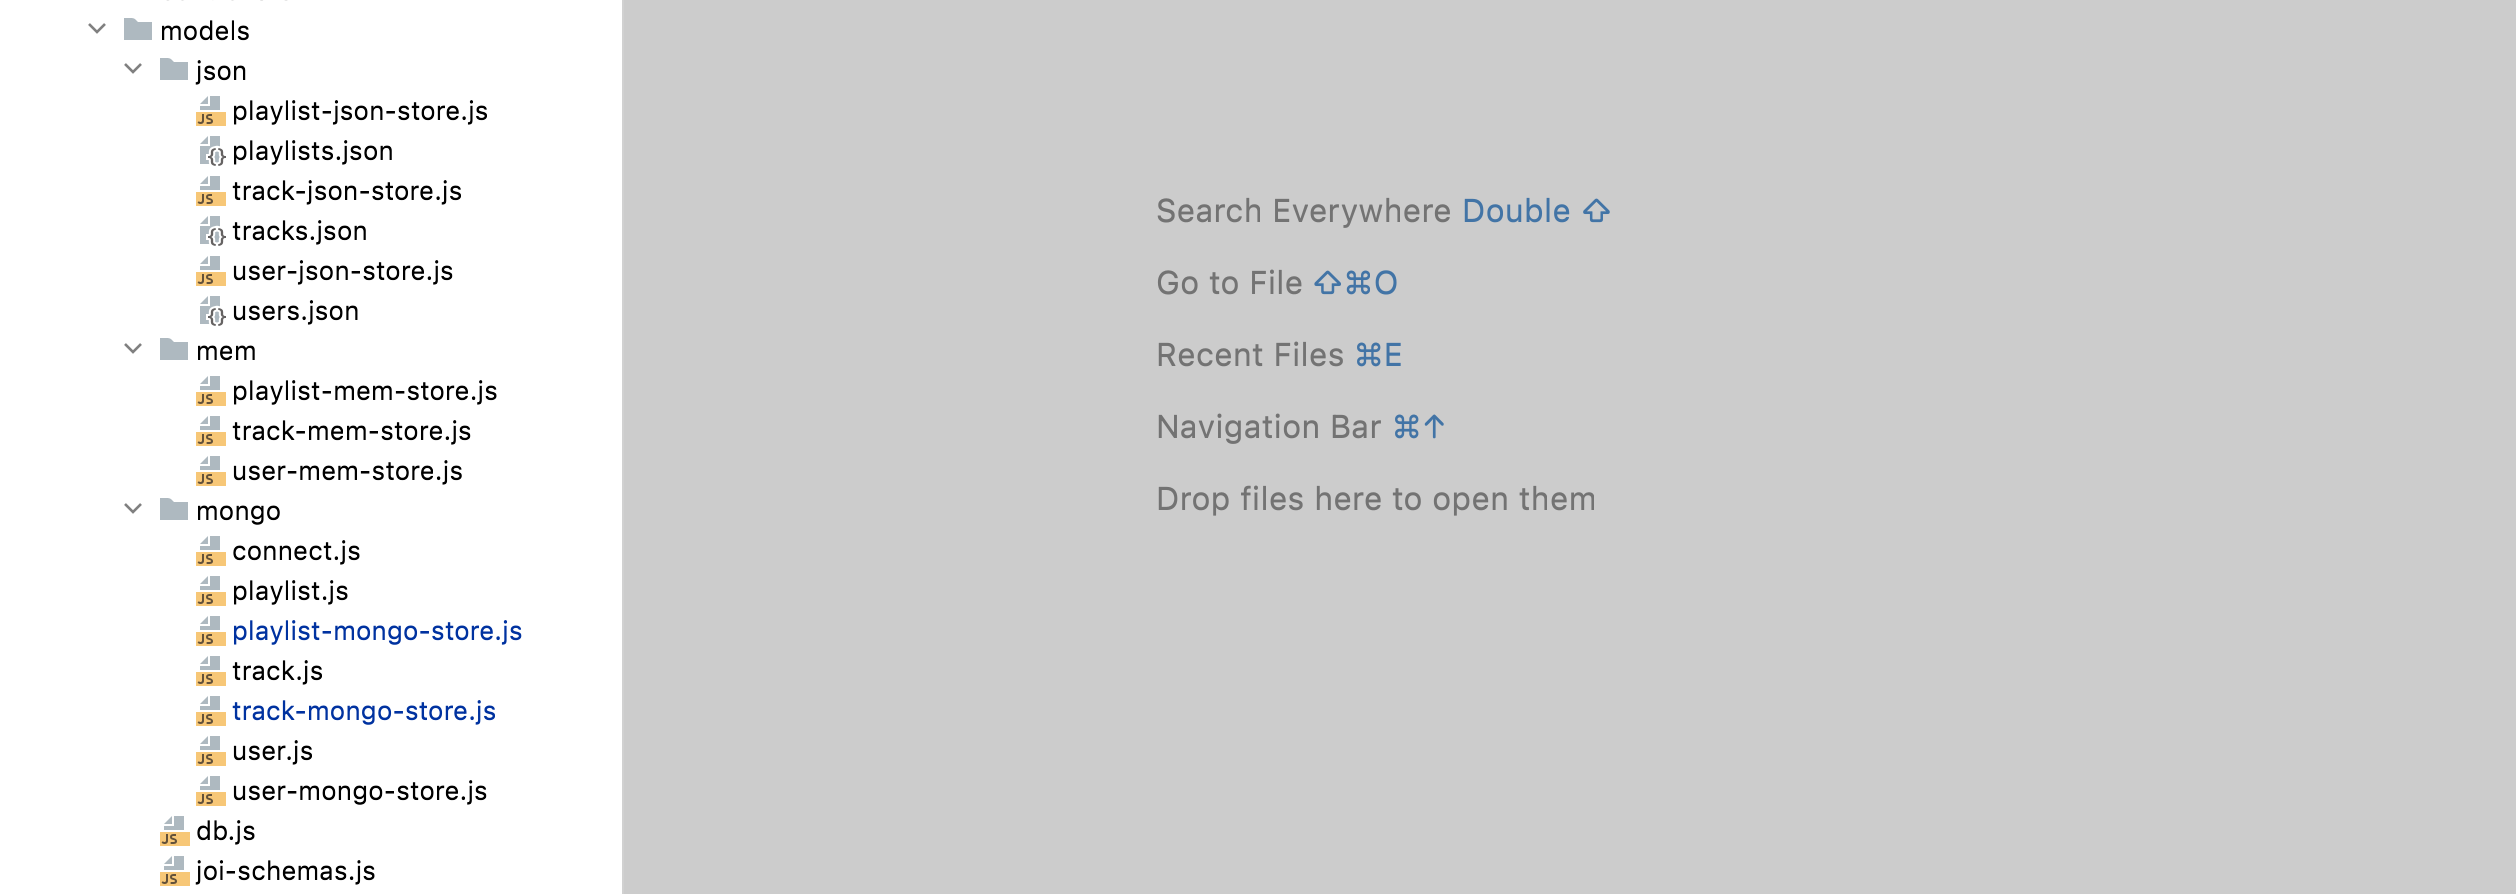 models
json
playlist-json-store.js
playlists.json
track-json-store.js
tracks.json
user-json-store.js
users.json
mem
playlist-mem-store.js
track-mem-store.js
user-mem-store.js
mongo
connect.js
playlist.js
playlist-mongo-store.js
track.js
track-mongo-store.js
user.js
user-mongo-store.js
db.js
joi-schemas.js
Search Everywhere Double ⇧
Go to File ⇧⌘O
Recent Files ⌘E
Navigation Bar ⌘↑
Drop files here to open them